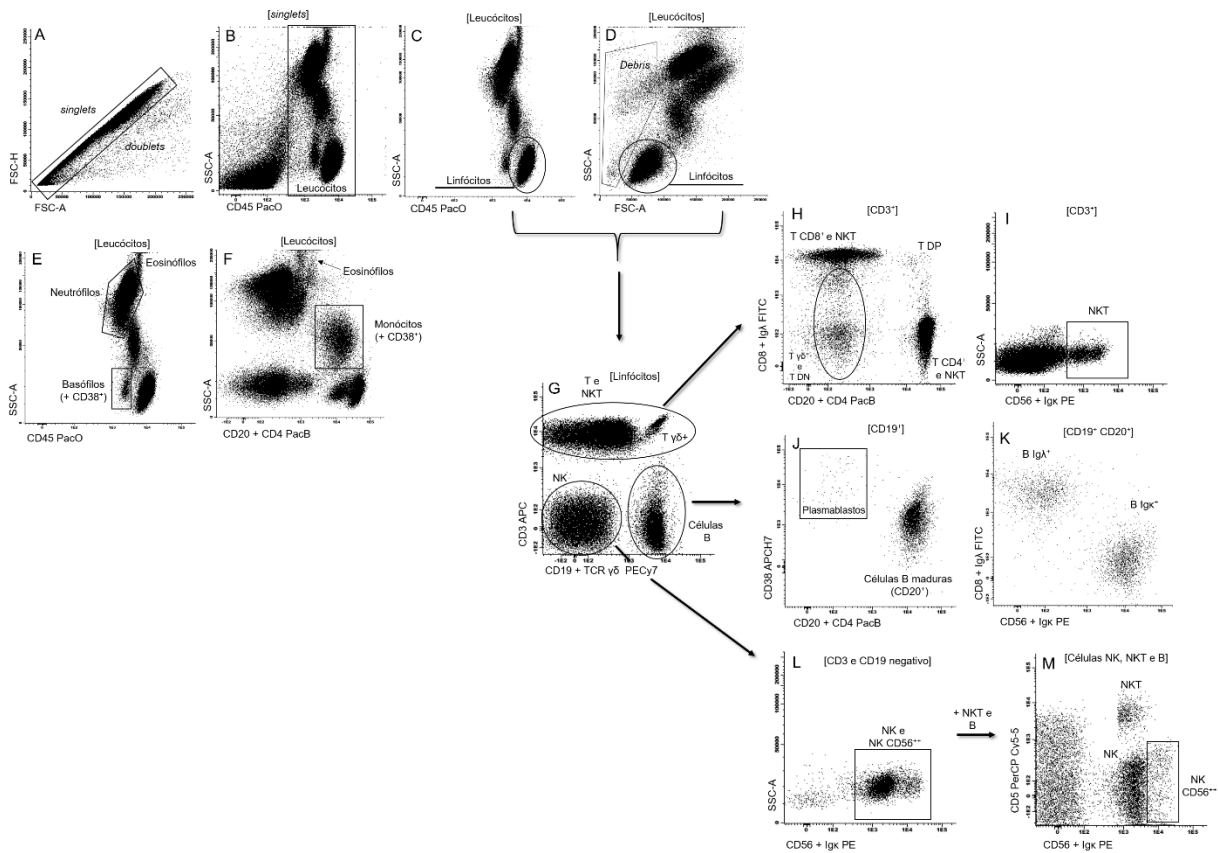 A
singlets
doublets
FSC-H
FSC-A
[singlets]
B
Leucócitos
SSC-A
CD45 PacO
[Leucócitos]
C
Linfócitos
SSC-A
CD45 PacO
[Leucócitos]
D
Debris
Linfócitos
SSC-A
FSC-A
[Leucócitos]
E
Eosinófilos
Neutrófilos
Basófilos
(+ CD38⁺)
SSC-A
CD45 PacO
[Leucócitos]
F
Eosinófilos
Monócitos
(+ CD38⁺)
SSC-A
CD20 + CD4 PacB
[Linfócitos]
G
T e
NKT
T γδ+
NK
Células
B
CD3 APC
CD19 + TCR γδ PECy7
[CD3⁺]
H
T CD8⁺ e NKT
T DP
T γδ⁺
e
T DN
T CD4⁺
e NKT
CD8 + Igλ FITC
CD20 + CD4 PacB
[CD3⁺]
I
NKT
SSC-A
CD56 + Igκ PE
[CD19⁺]
J
Plasmablastos
Células B maduras
(CD20⁺)
CD38 APCH7
CD20 + CD4 PacB
[CD19⁺ CD20⁺]
K
B Igλ⁺
B Igκ⁺
CD8 + Igλ FITC
CD56 + Igκ PE
[CD3 e CD19 negativo]
L
NK e
NK CD56⁺⁺
SSC-A
CD56 + Igκ PE
+ NKT e
B
[Células NK, NKT e B]
M
NKT
NK
NK
CD56⁺⁺
CD5 PerCP Cy5-5
CD56 + Igκ PE